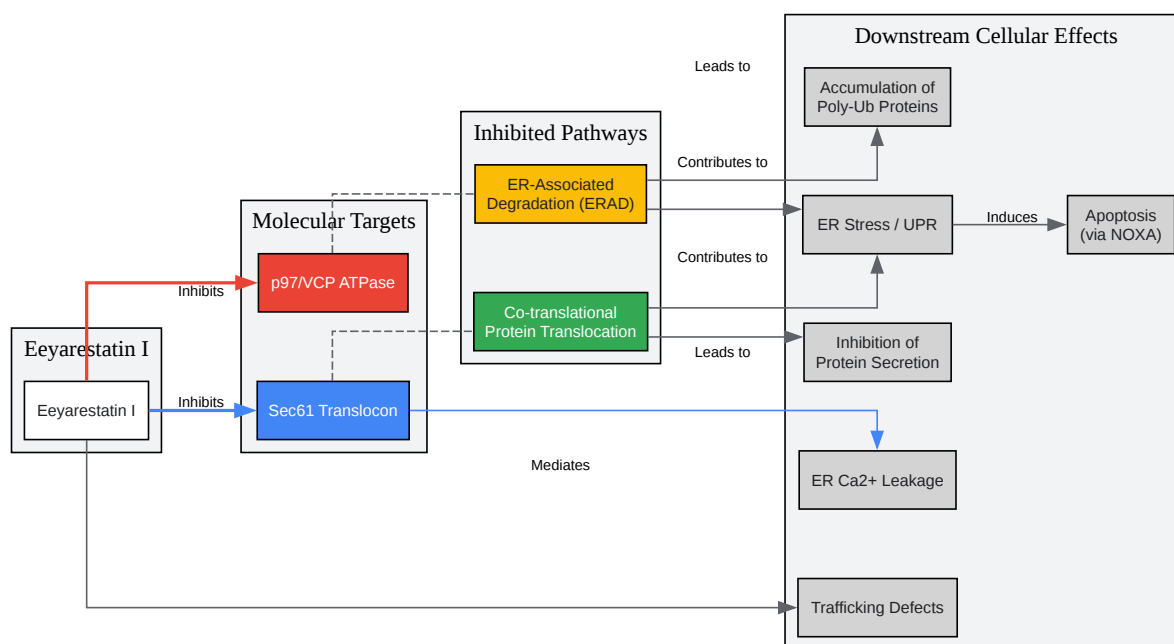 Downstream Cellular Effects
Leads to
Accumulation of
Poly-Ub Proteins
Inhibited Pathways
Contributes to
ER-Associated
Degradation (ERAD)
Molecular Targets
ER Stress / UPR
Induces
Apoptosis
(via NOXA)
Contributes to
p97/VCP ATPase
Inhibits
Co-translational
Protein Translocation
Eeyarestatin I
Leads to
Inhibition of
Protein Secretion
Eeyarestatin I
Inhibits
Sec61 Translocon
Mediates
ER Ca2+ Leakage
Trafficking Defects